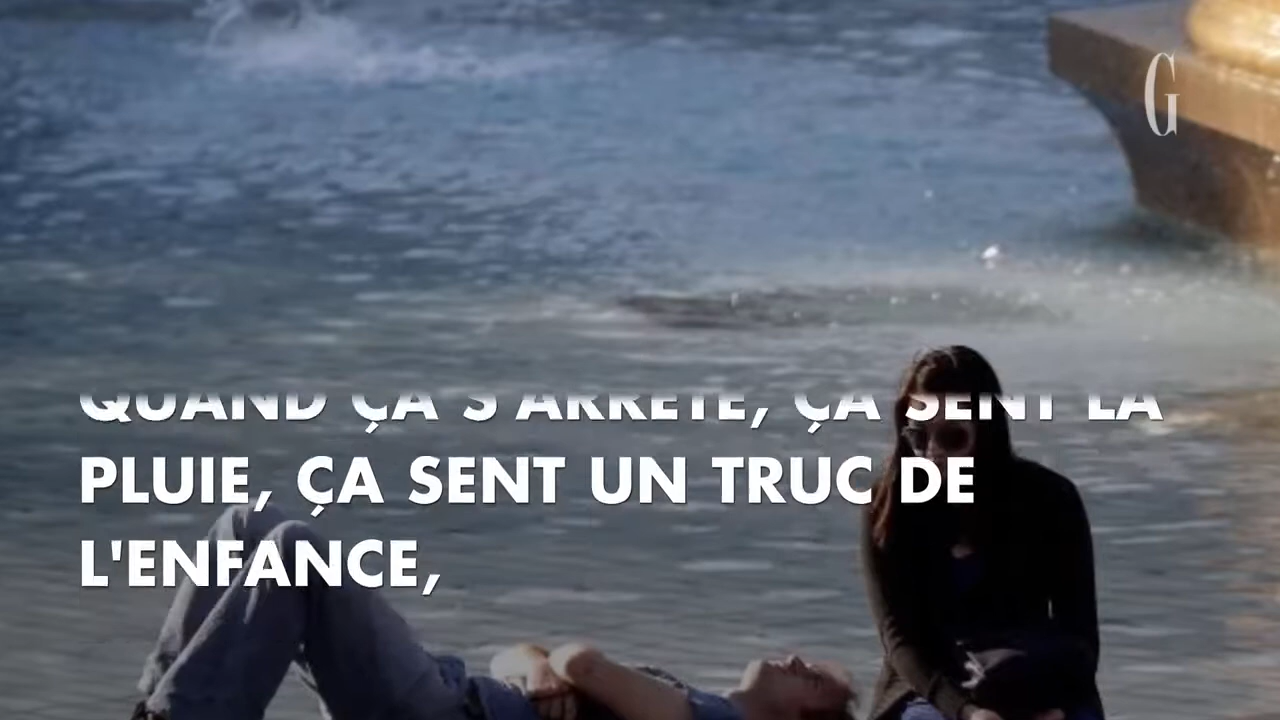 G
QUAND ÇA S'ARRÊTE, ÇA SENT LA
PLUIE, ÇA SENT UN TRUC DE
L'ENFANCE,